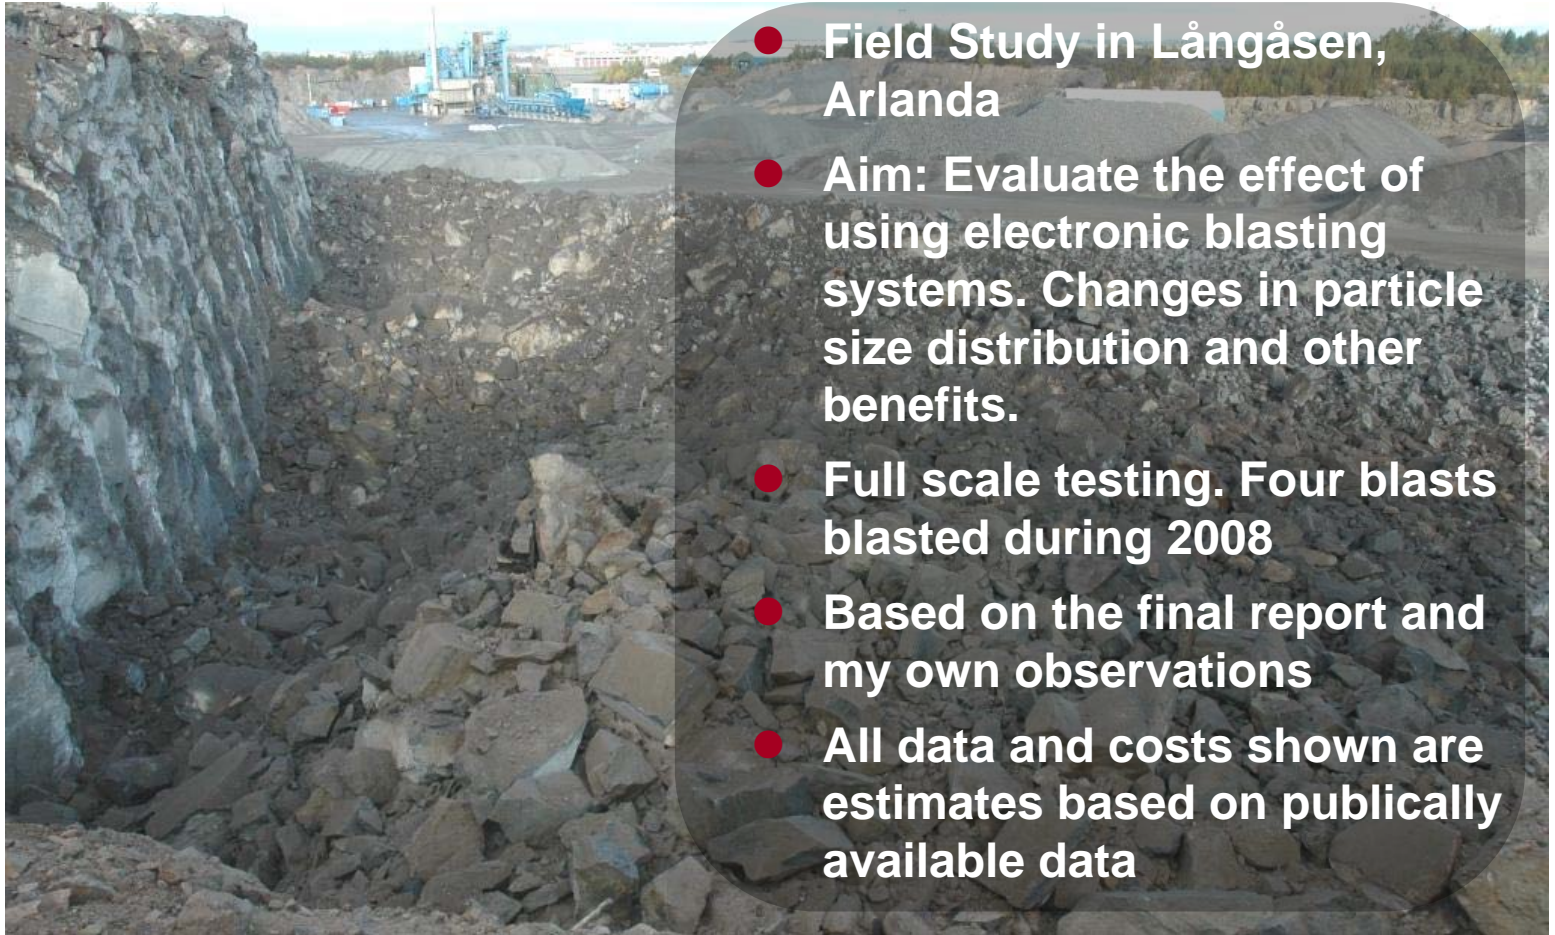 ● Field Study in Långåsen,
Arlanda
● Aim: Evaluate the effect of
using electronic blasting
systems. Changes in particle
size distribution and other
benefits.
● Full scale testing. Four blasts
blasted during 2008
● Based on the final report and
my own observations
● All data and costs shown are
estimates based on publically
available data